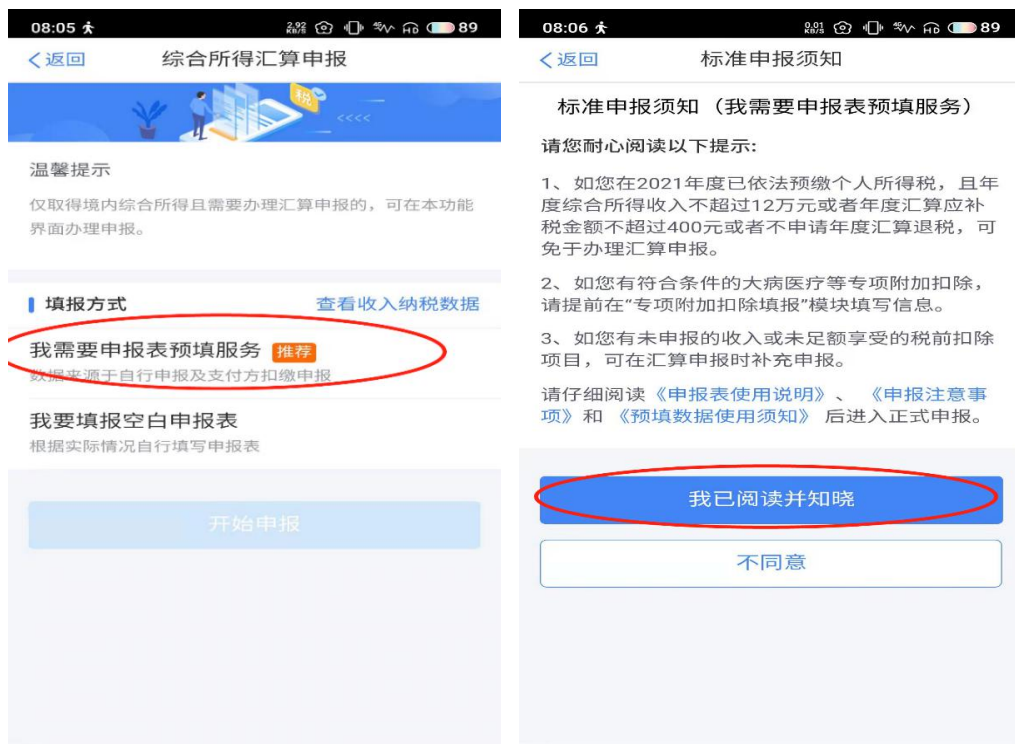 08:05
2.92 KB/S 4G HD 89
返回 综合所得汇算申报
税
温馨提示
仅取得境内综合所得且需要办理汇算申报的，可在本功能
界面办理申报。
填报方式 查看收入纳税数据
我需要申报表预填服务 推荐
数据来源于自行申报及支付方扣缴申报
我要填报空白申报表
根据实际情况自行填写申报表
开始申报
08:06
0.01 KB/S 4G HD 89
返回 标准申报须知
标准申报须知（我需要申报表预填服务）
请您耐心阅读以下提示:
1、如您在2021年度已依法预缴个人所得税，且年
度综合所得收入不超过12万元或者年度汇算应补
税金额不超过400元或者不申请年度汇算退税，可
免于办理汇算申报。
2、如您有符合条件的大病医疗等专项附加扣除，
请提前在“专项附加扣除填报”模块填写信息。
3、如您有未申报的收入或未足额享受的税前扣除
项目，可在汇算申报时补充申报。
请仔细阅读《申报表使用说明》、《申报注意事
项》和《预填数据使用须知》后进入正式申报。
我已阅读并知晓
不同意